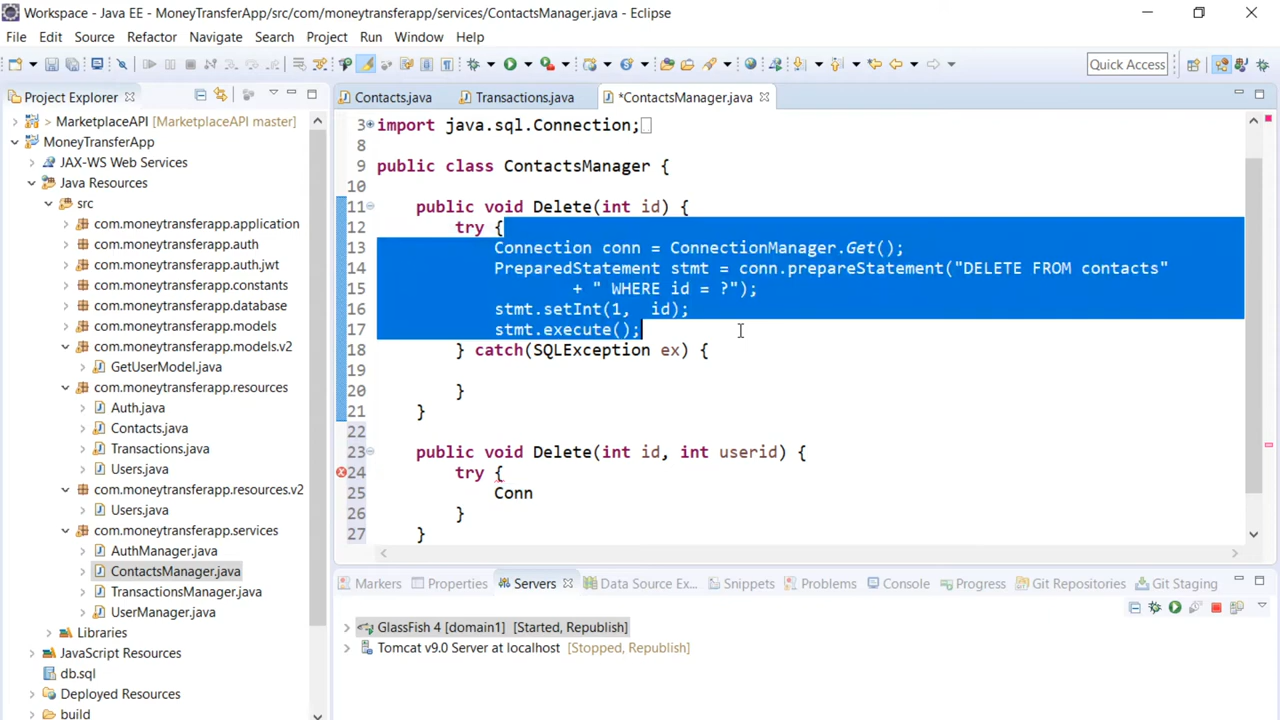 Workspace - Java EE - MoneyTransferApp/src/com/moneytransferapp/services/ContactsManager.java - Eclipse
File Edit Source Refactor Navigate Search Project Run Window Help
Quick Access
Project Explorer
Contacts.java Transactions.java *ContactsManager.java
> MarketplaceAPI [MarketplaceAPI master]
MoneyTransferApp
JAX-WS Web Services
Java Resources
src
com.moneytransferapp.application
com.moneytransferapp.auth
com.moneytransferapp.auth.jwt
com.moneytransferapp.constants
com.moneytransferapp.database
com.moneytransferapp.models
com.moneytransferapp.models.v2
GetUserModel.java
com.moneytransferapp.resources
Auth.java
Contacts.java
Transactions.java
Users.java
com.moneytransferapp.resources.v2
Users.java
com.moneytransferapp.services
AuthManager.java
ContactsManager.java
TransactionsManager.java
UserManager.java
Libraries
JavaScript Resources
db.sql
Deployed Resources
build
3 import java.sql.Connection;
8
9 public class ContactsManager {
10
11 public void Delete(int id) {
12 try {
13 Connection conn = ConnectionManager.Get();
14 PreparedStatement stmt = conn.prepareStatement("DELETE FROM contacts"
15 + " WHERE id = ?");
16 stmt.setInt(1, id);
17 stmt.execute();
18 } catch(SQLException ex) {
19
20 }
21 }
22
23 public void Delete(int id, int userid) {
24 try {
25 Conn
26 }
27 }
Markers Properties Servers Data Source Ex... Snippets Problems Console Progress Git Repositories Git Staging
GlassFish 4 [domain1] [Started, Republish]
Tomcat v9.0 Server at localhost [Stopped, Republish]